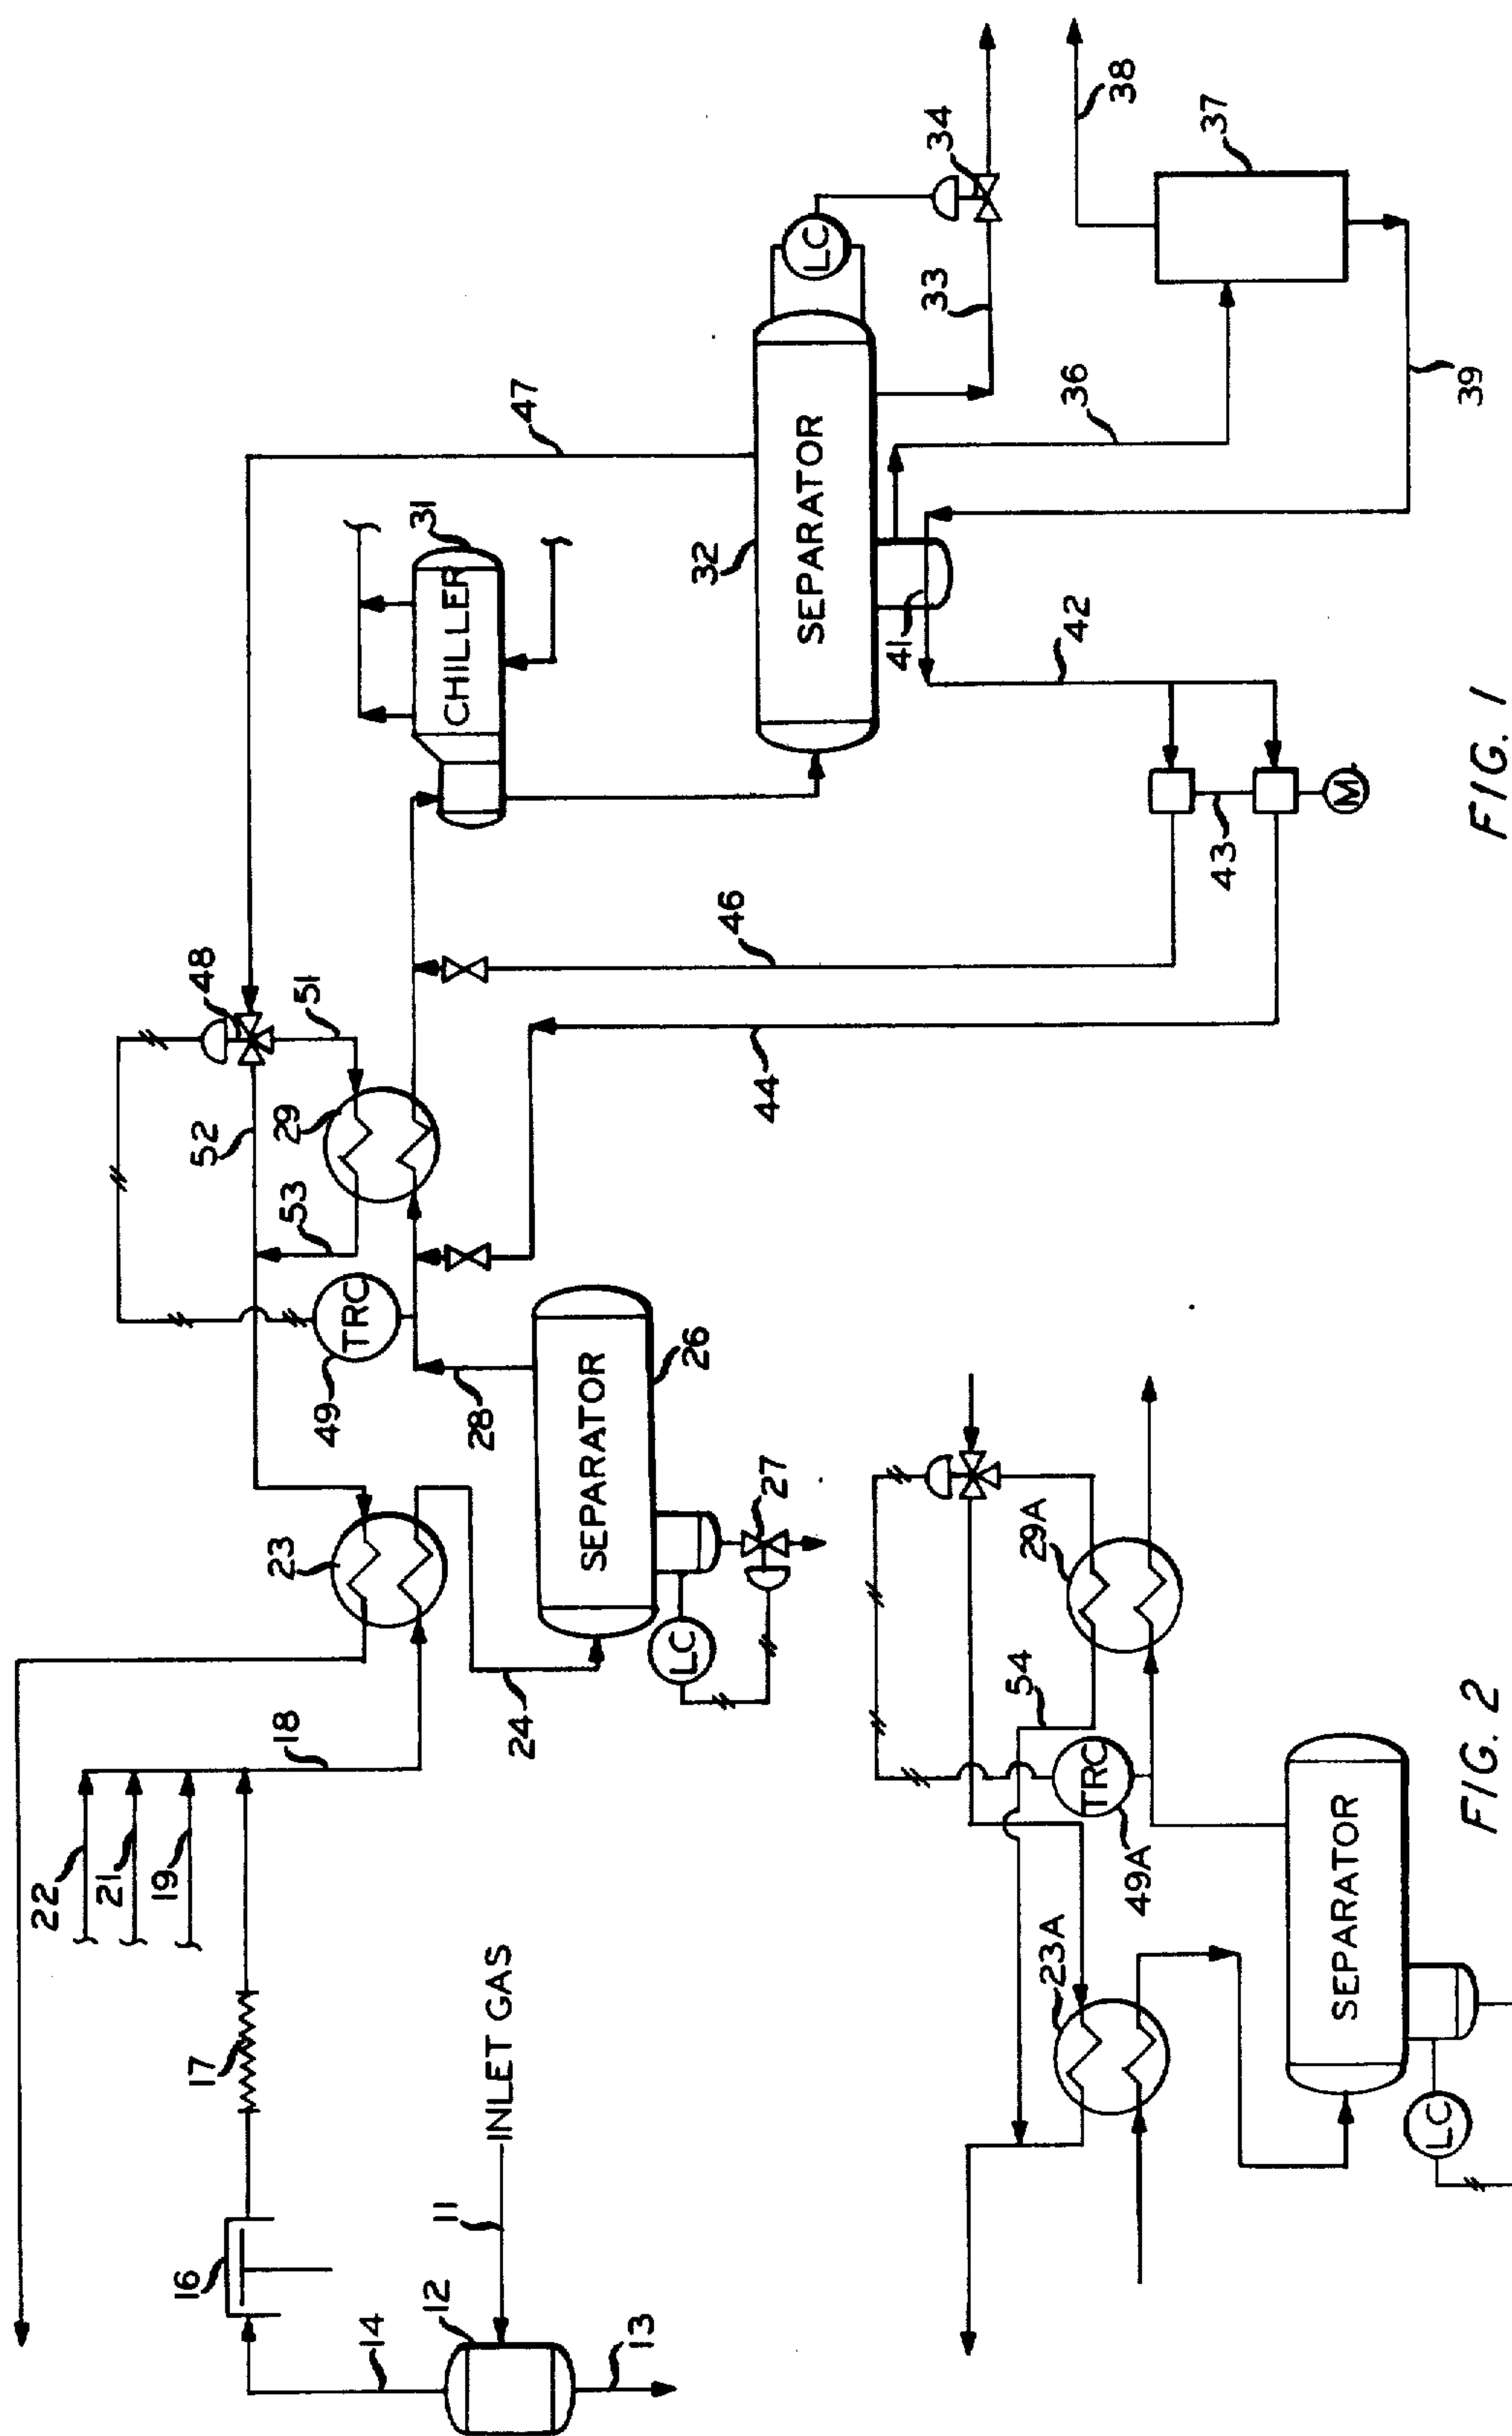 22
21
19
18
17
16
14
12
11
INLET GAS
13
23
24
SEPARATOR
26
27
LC
28
49
TRC
53
52
29
48
51
44
46
47
31
CHILLER
32
SEPARATOR
LC
34
33
36
41
42
43
M
37
38
39
FIG. 1
23A
49A
TRC
54
29A
SEPARATOR
LC
FIG. 2